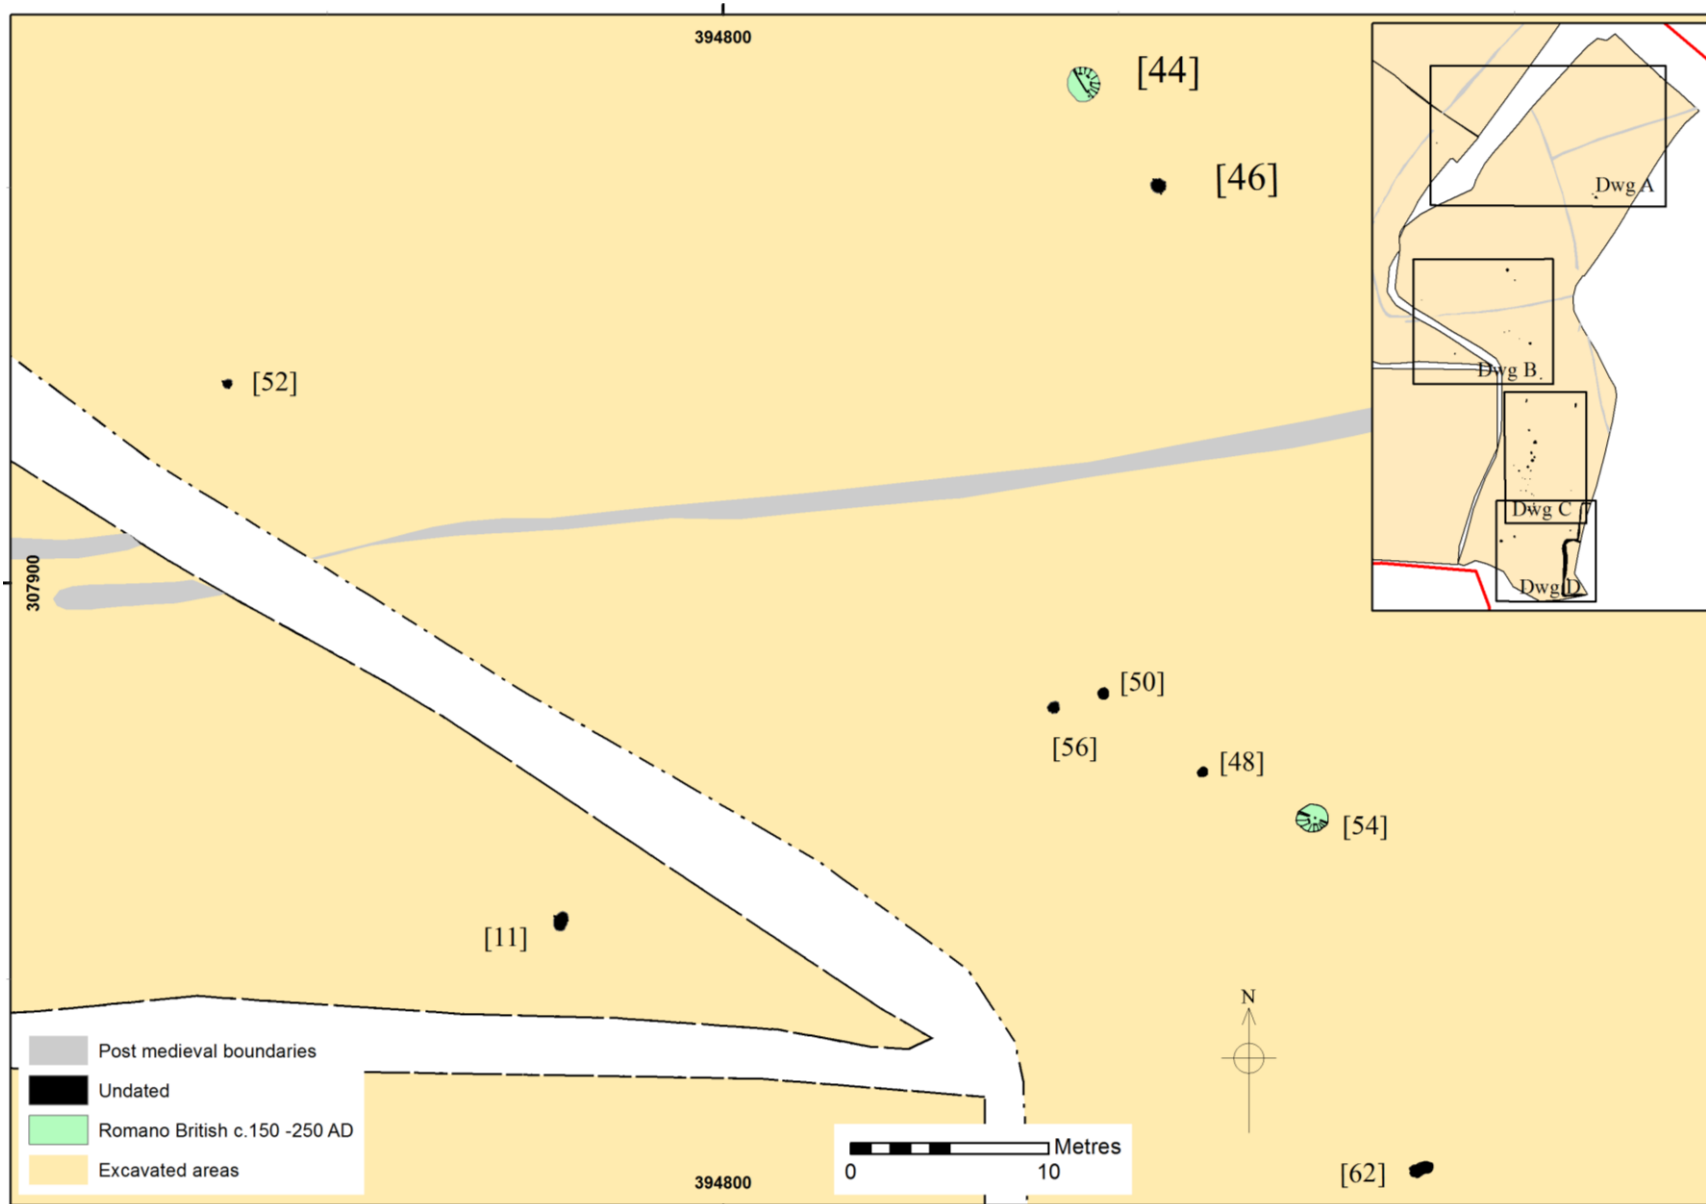 394800
[44]
[46]
Dwg A
[52]
Dwg B
Dwg C
307900
Dwg D
[50]
[56]
[48]
[54]
[11]
N
Post medieval boundaries
Undated
Romano British c.150 -250 AD
Excavated areas
Metres
0 10
394800
[62]